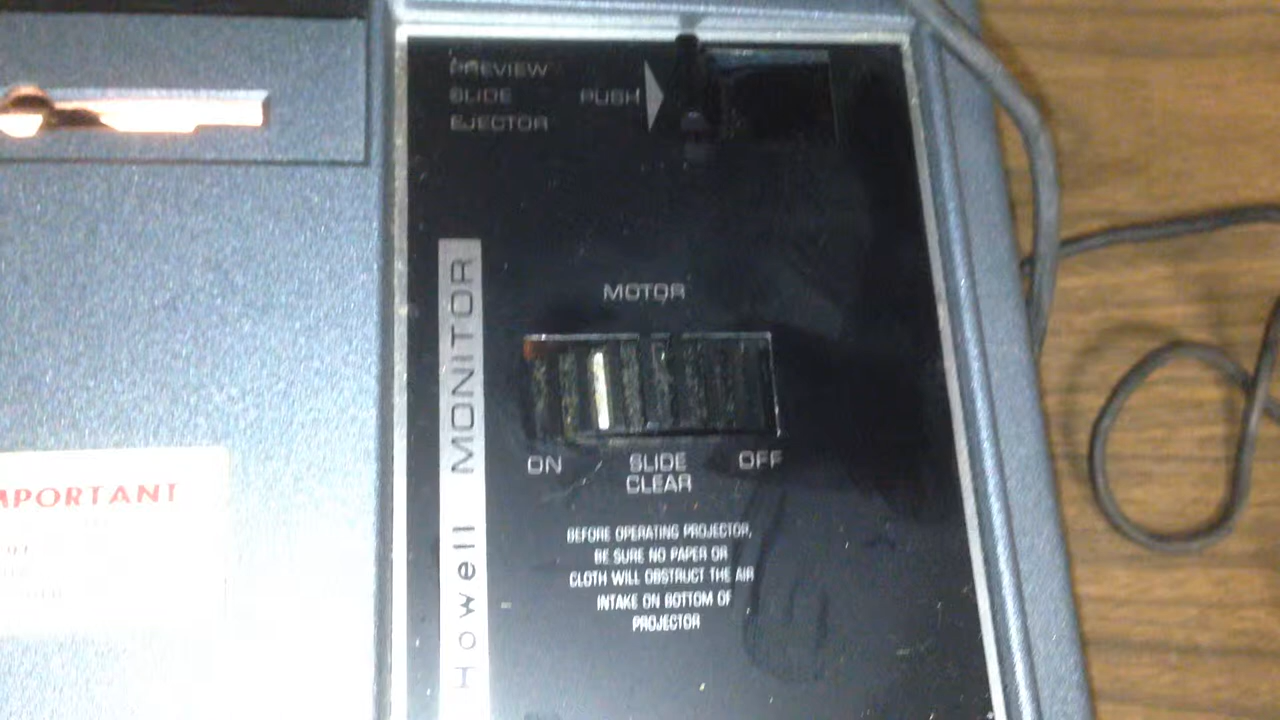 PREVIEW
SLIDE
EJECTOR
PUSH
MOTOR
ON
SLIDE
CLEAR
OFF
BEFORE OPERATING PROJECTOR,
BE SURE NO PAPER OR
CLOTH WILL OBSTRUCT THE AIR
INTAKE ON BOTTOM OF
PROJECTOR
Howell MONITOR
MPORTANT